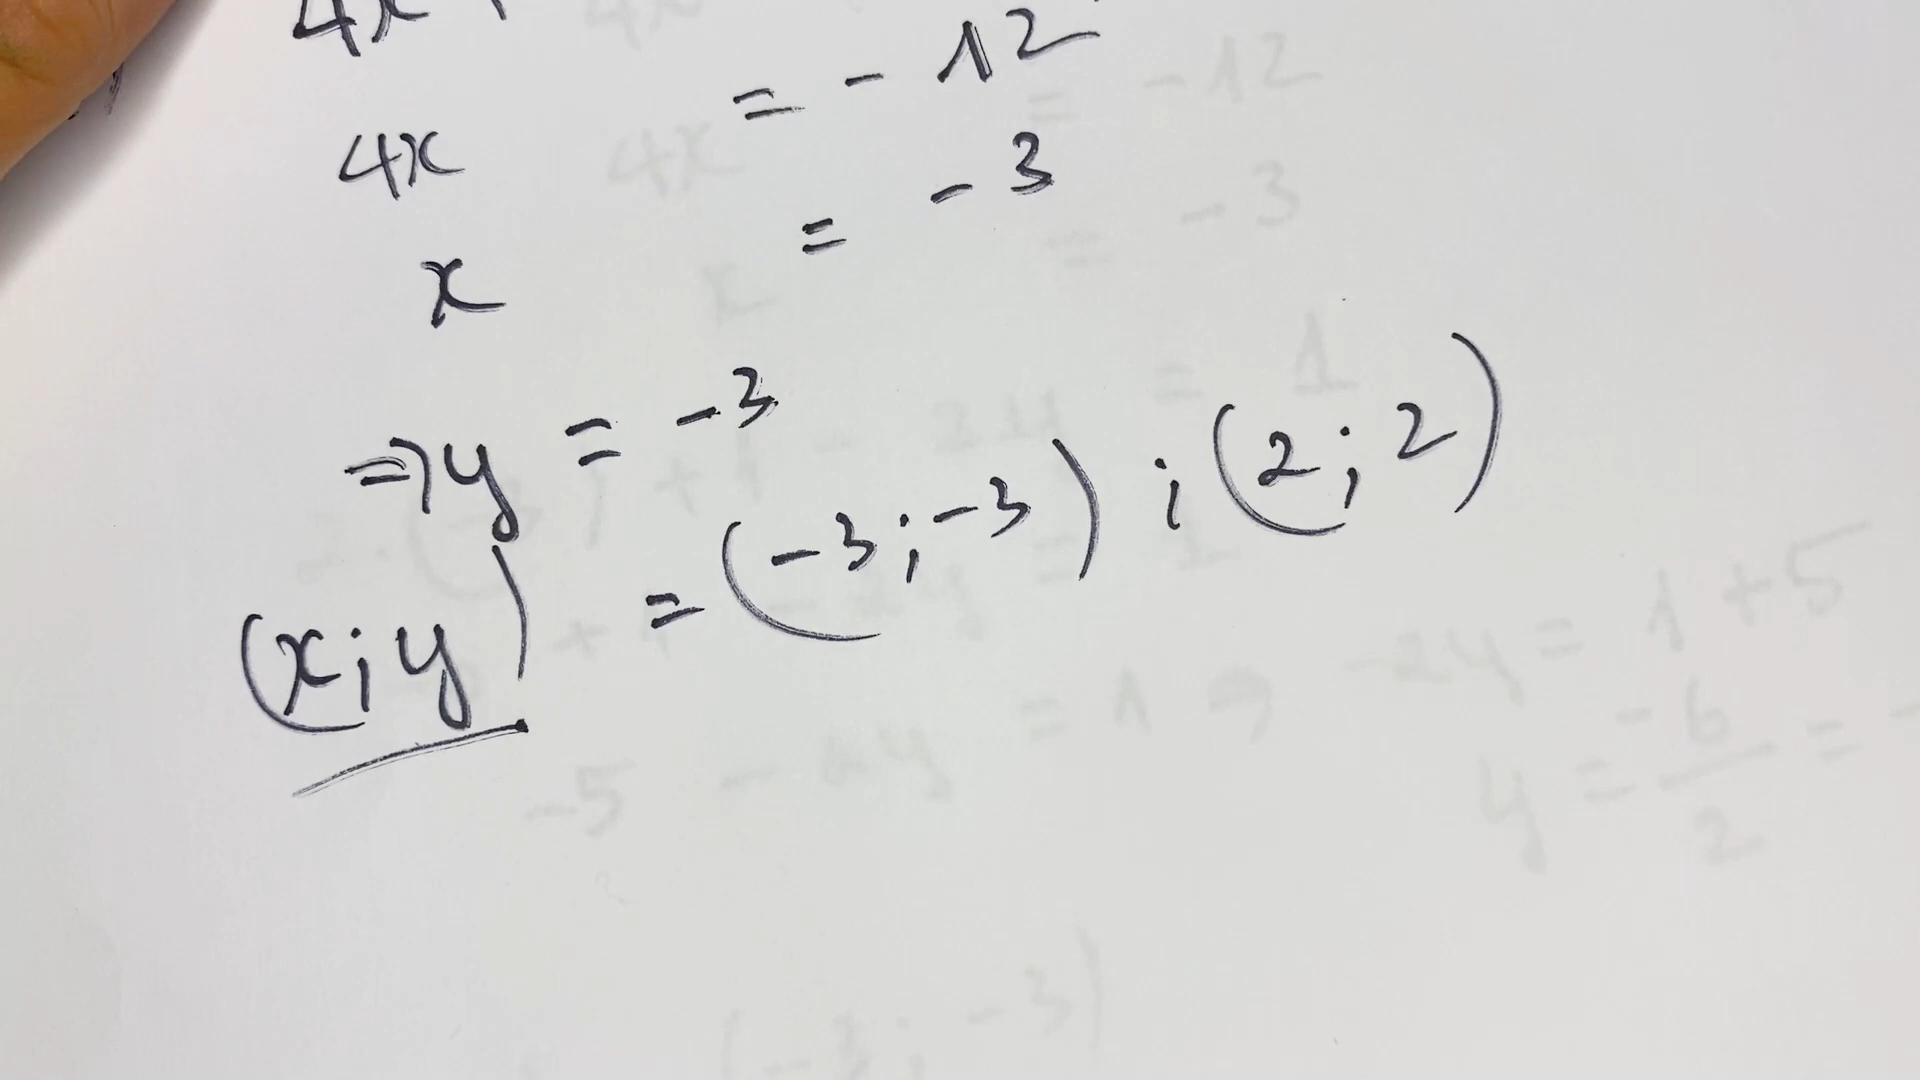 4x
4x = -12
x = -3
=> y = -3
(x; y) = (-3; -3) ; (2; 2)